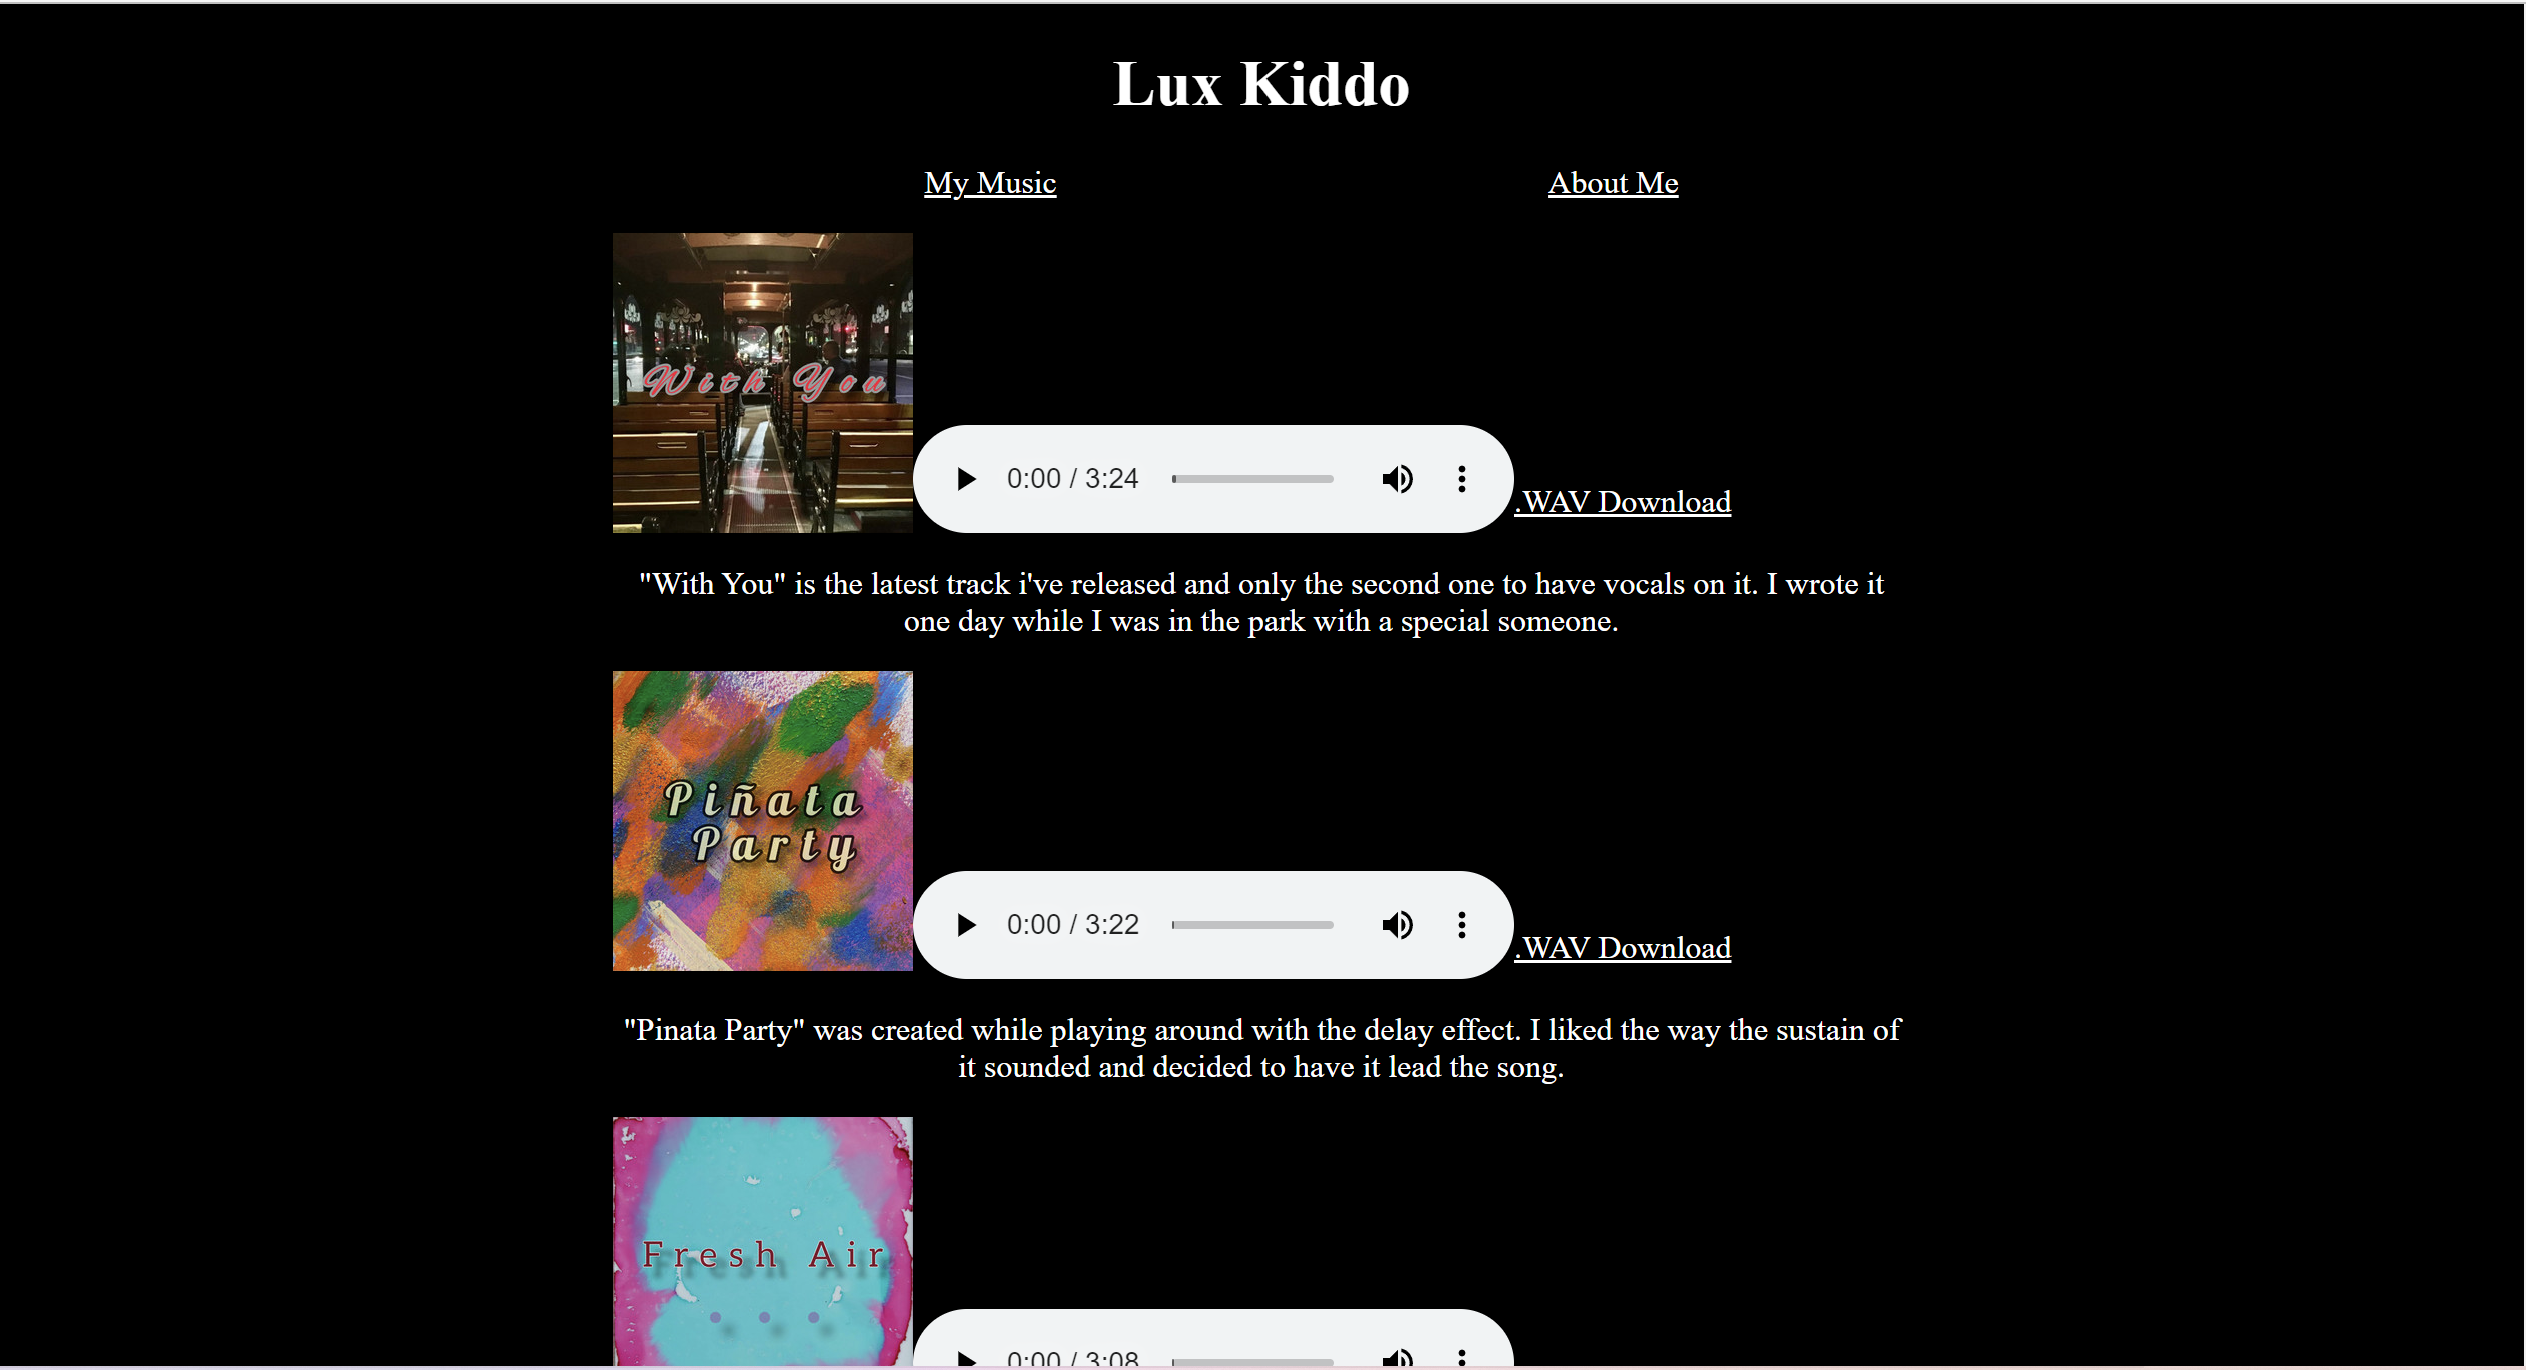 Lux Kiddo
My Music About Me
With You
0:00 / 3:24
.WAV Download
"With You" is the latest track i've released and only the second one to have vocals on it. I wrote it
one day while I was in the park with a special someone.
Piñata
Party
0:00 / 3:22
.WAV Download
"Pinata Party" was created while playing around with the delay effect. I liked the way the sustain of
it sounded and decided to have it lead the song.
Fresh Air
0:00 / 3:08